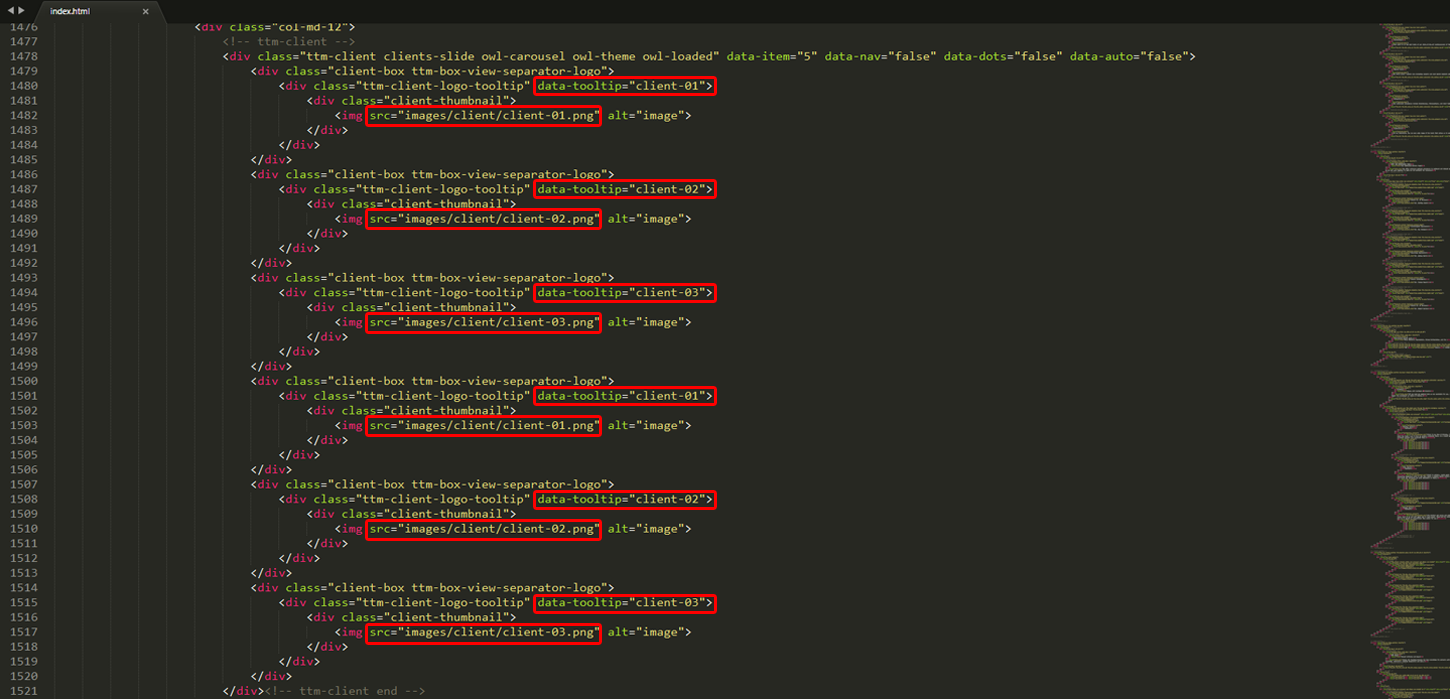 index.html
1476 <div class="col-md-12">
1477 <!-- ttm-client -->
1478 <div class="ttm-client clients-slide owl-carousel owl-theme owl-loaded" data-item="5" data-nav="false" data-dots="false" data-auto="false">
1479 <div class="client-box ttm-box-view-separator-logo">
1480 <div class="ttm-client-logo-tooltip" data-tooltip="client-01">
1481 <div class="client-thumbnail">
1482 <img src="images/client/client-01.png" alt="image">
1483 </div>
1484 </div>
1485 </div>
1486 <div class="client-box ttm-box-view-separator-logo">
1487 <div class="ttm-client-logo-tooltip" data-tooltip="client-02">
1488 <div class="client-thumbnail">
1489 <img src="images/client/client-02.png" alt="image">
1490 </div>
1491 </div>
1492 </div>
1493 <div class="client-box ttm-box-view-separator-logo">
1494 <div class="ttm-client-logo-tooltip" data-tooltip="client-03">
1495 <div class="client-thumbnail">
1496 <img src="images/client/client-03.png" alt="image">
1497 </div>
1498 </div>
1499 </div>
1500 <div class="client-box ttm-box-view-separator-logo">
1501 <div class="ttm-client-logo-tooltip" data-tooltip="client-01">
1502 <div class="client-thumbnail">
1503 <img src="images/client/client-01.png" alt="image">
1504 </div>
1505 </div>
1506 </div>
1507 <div class="client-box ttm-box-view-separator-logo">
1508 <div class="ttm-client-logo-tooltip" data-tooltip="client-02">
1509 <div class="client-thumbnail">
1510 <img src="images/client/client-02.png" alt="image">
1511 </div>
1512 </div>
1513 </div>
1514 <div class="client-box ttm-box-view-separator-logo">
1515 <div class="ttm-client-logo-tooltip" data-tooltip="client-03">
1516 <div class="client-thumbnail">
1517 <img src="images/client/client-03.png" alt="image">
1518 </div>
1519 </div>
1520 </div>
1521 </div><!-- ttm-client end -->